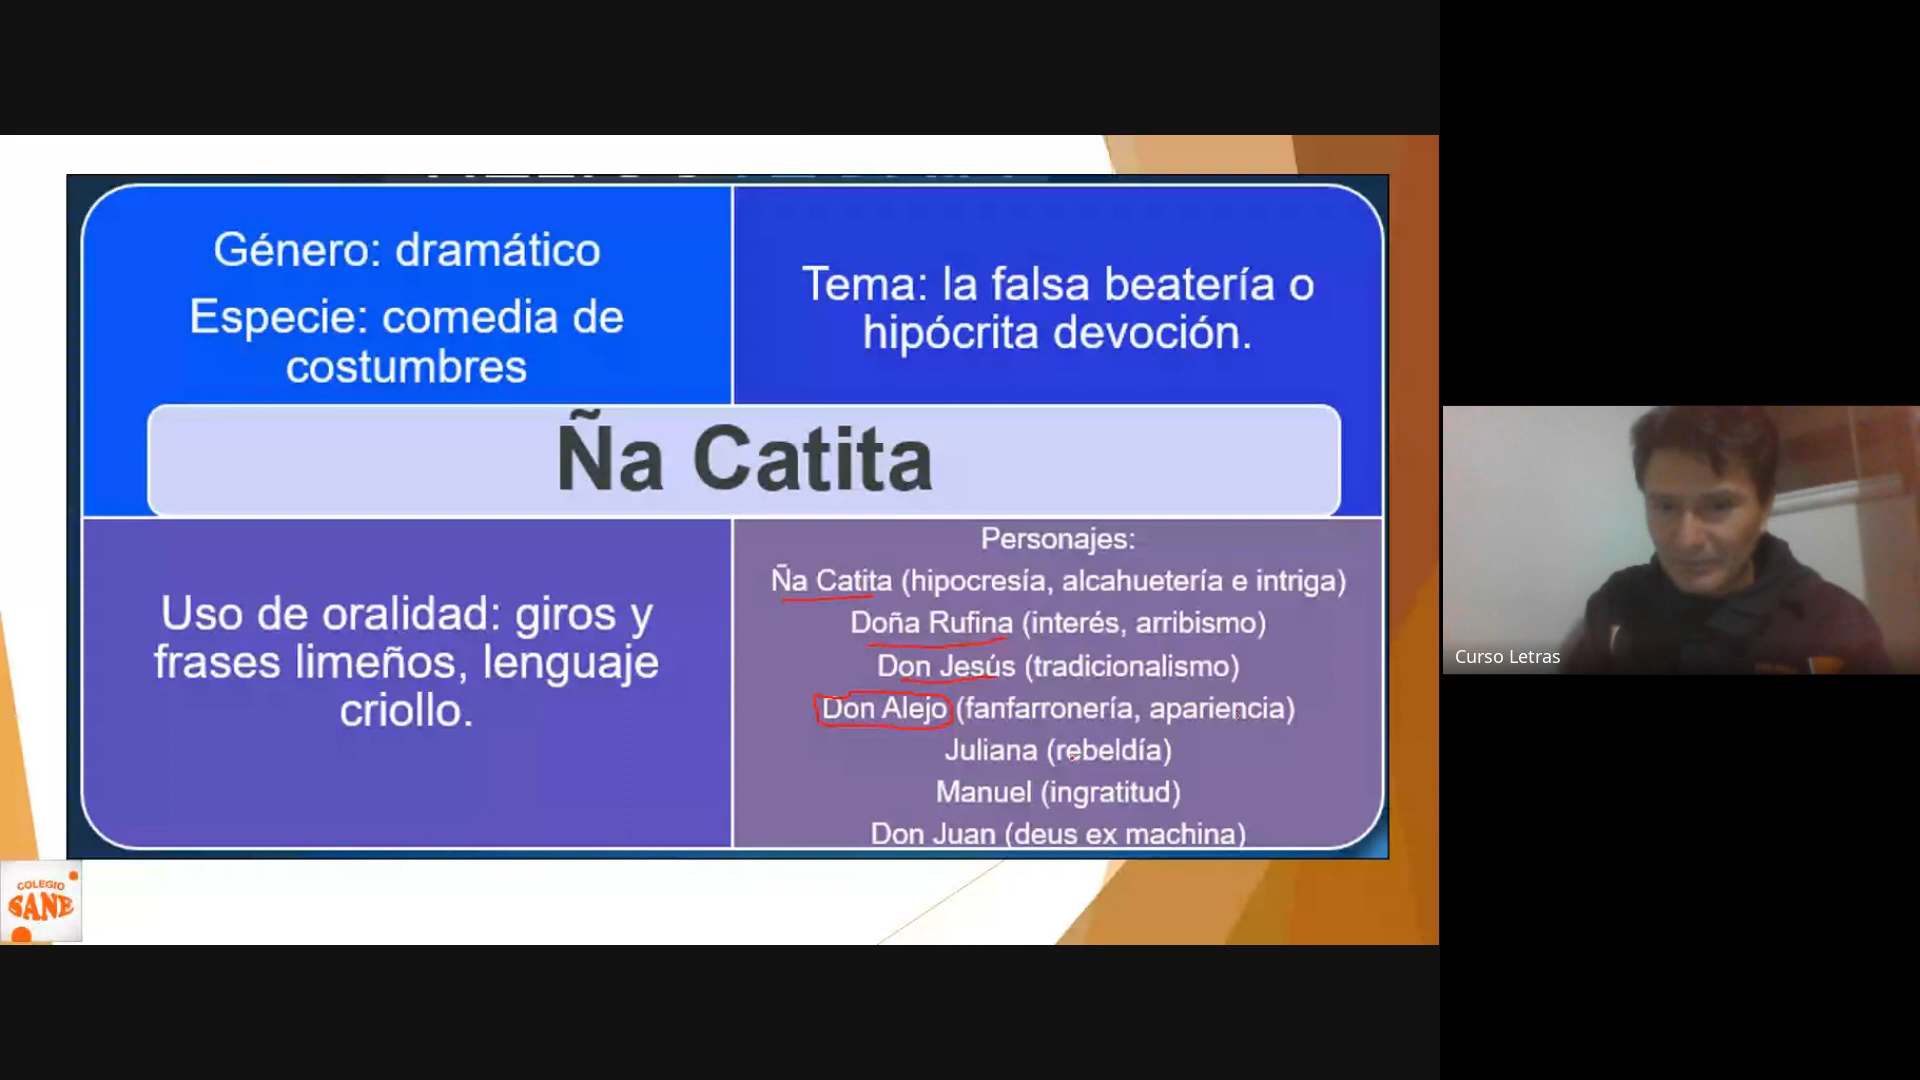 Género: dramático
Especie: comedia de
costumbres
Tema: la falsa beatería o
hipócrita devoción.
Ña Catita
Uso de oralidad: giros y
frases limeños, lenguaje
criollo.
Personajes:
Ña Catita (hipocresía, alcahuetería e intriga)
Doña Rufina (interés, arribismo)
Don Jesús (tradicionalismo)
Don Alejo (fanfarronería, apariencia)
Juliana (rebeldía)
Manuel (ingratitud)
Don Juan (deus ex machina)
COLEGIO
SANE
Curso Letras